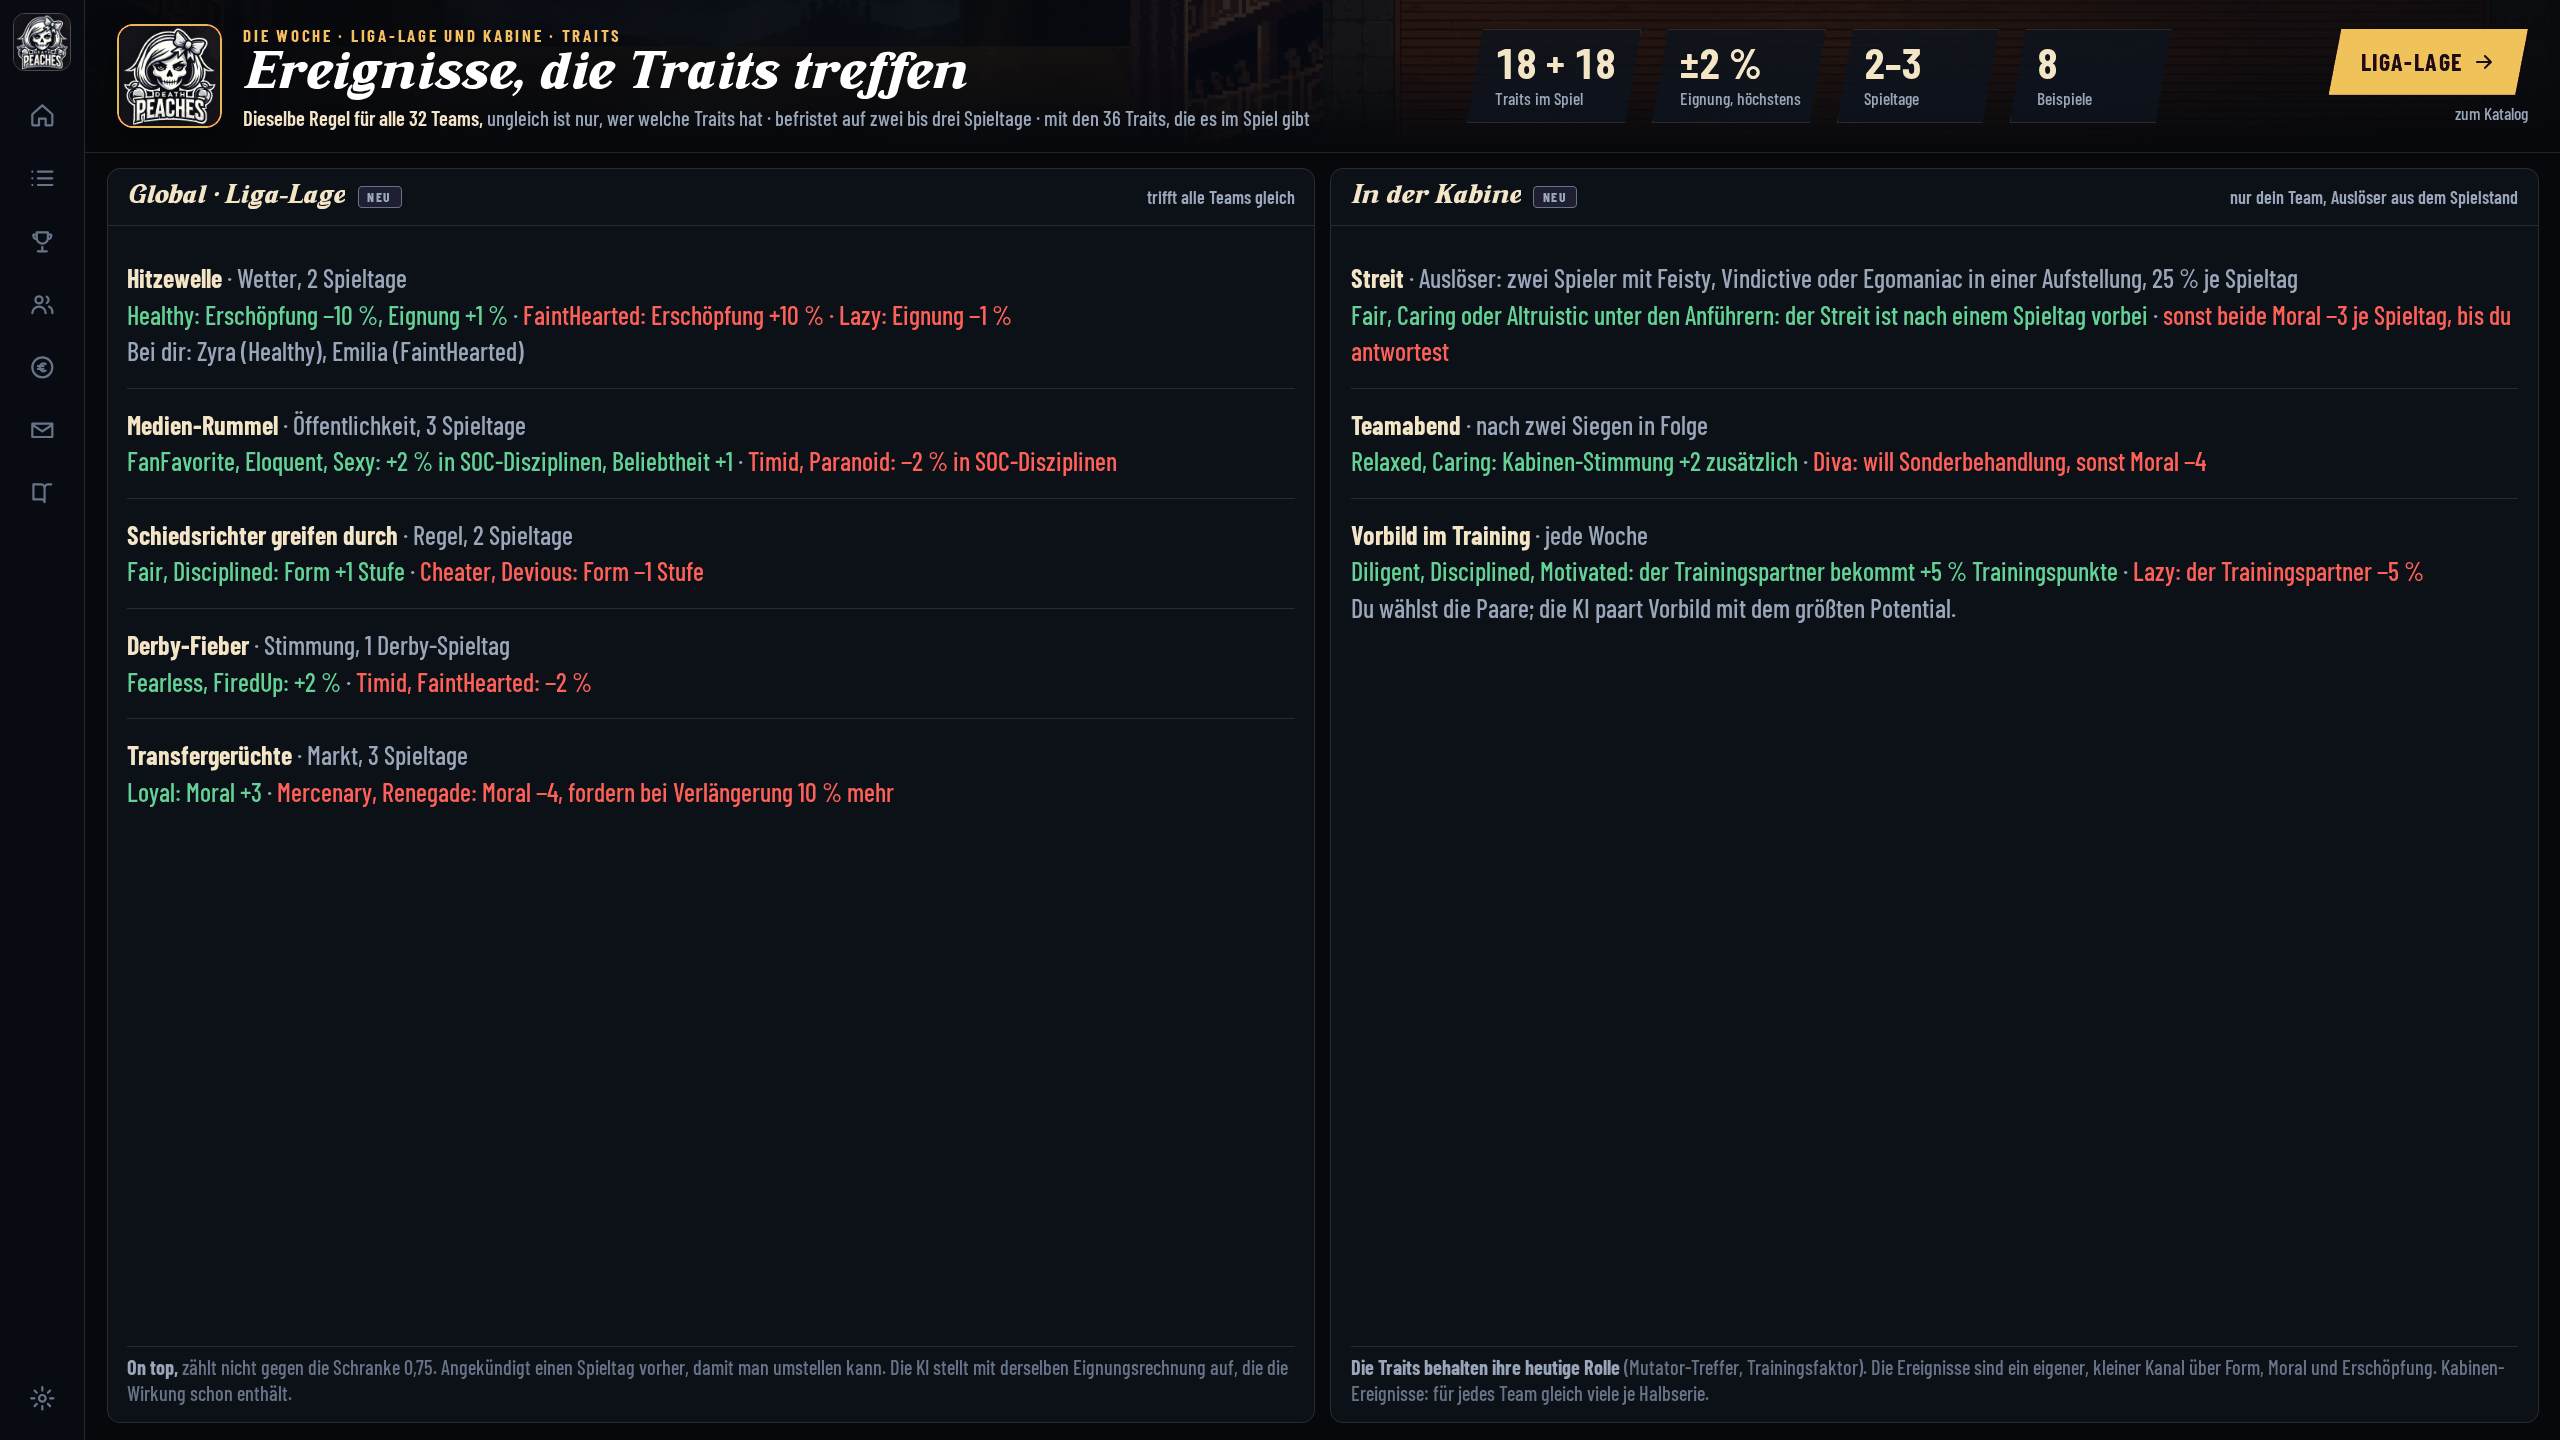 DEATH
PEACHES
DEATH
PEACHES
DIE WOCHE · LIGA-LAGE UND KABINE · TRAITS
Ereignisse, die Traits treffen
Dieselbe Regel für alle 32 Teams, ungleich ist nur, wer welche Traits hat · befristet auf zwei bis drei Spieltage · mit den 36 Traits, die es im Spiel gibt
18 + 18
Traits im Spiel
±2 %
Eignung, höchstens
2–3
Spieltage
8
Beispiele
LIGA-LAGE →
zum Katalog
Global · Liga-Lage NEU
trifft alle Teams gleich
Hitzewelle · Wetter, 2 Spieltage
Healthy: Erschöpfung −10 %, Eignung +1 % · FaintHearted: Erschöpfung +10 % · Lazy: Eignung −1 %
Bei dir: Zyra (Healthy), Emilia (FaintHearted)
Medien-Rummel · Öffentlichkeit, 3 Spieltage
FanFavorite, Eloquent, Sexy: +2 % in SOC-Disziplinen, Beliebtheit +1 · Timid, Paranoid: −2 % in SOC-Disziplinen
Schiedsrichter greifen durch · Regel, 2 Spieltage
Fair, Disciplined: Form +1 Stufe · Cheater, Devious: Form −1 Stufe
Derby-Fieber · Stimmung, 1 Derby-Spieltag
Fearless, FiredUp: +2 % · Timid, FaintHearted: −2 %
Transfergerüchte · Markt, 3 Spieltage
Loyal: Moral +3 · Mercenary, Renegade: Moral −4, fordern bei Verlängerung 10 % mehr
On top, zählt nicht gegen die Schranke 0,75. Angekündigt einen Spieltag vorher, damit man umstellen kann. Die KI stellt mit derselben Eignungsrechnung auf, die die
Wirkung schon enthält.
In der Kabine NEU
nur dein Team, Auslöser aus dem Spielstand
Streit · Auslöser: zwei Spieler mit Feisty, Vindictive oder Egomaniac in einer Aufstellung, 25 % je Spieltag
Fair, Caring oder Altruistic unter den Anführern: der Streit ist nach einem Spieltag vorbei · sonst beide Moral −3 je Spieltag, bis du
antwortest
Teamabend · nach zwei Siegen in Folge
Relaxed, Caring: Kabinen-Stimmung +2 zusätzlich · Diva: will Sonderbehandlung, sonst Moral −4
Vorbild im Training · jede Woche
Diligent, Disciplined, Motivated: der Trainingspartner bekommt +5 % Trainingspunkte · Lazy: der Trainingspartner −5 %
Du wählst die Paare; die KI paart Vorbild mit dem größten Potential.
Die Traits behalten ihre heutige Rolle (Mutator-Treffer, Trainingsfaktor). Die Ereignisse sind ein eigener, kleiner Kanal über Form, Moral und Erschöpfung. Kabinen-
Ereignisse: für jedes Team gleich viele je Halbserie.